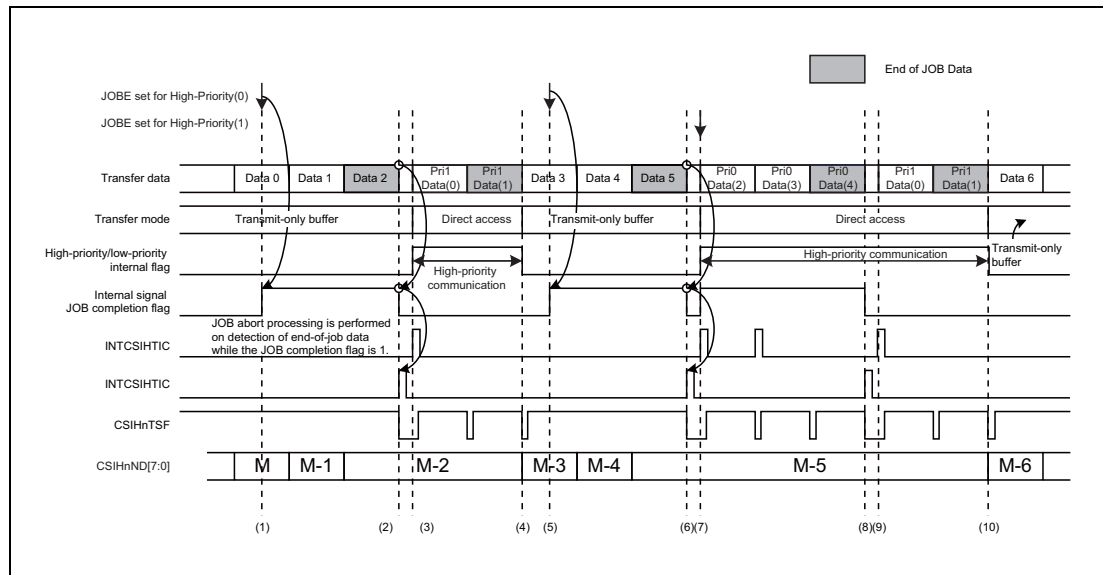 End of JOB Data
JOBE set for High-Priority(0)
JOBE set for High-Priority(1)
Transfer data
Data 0
Data 1
Data 2
Pri1
Data(0)
Pri1
Data(1)
Data 3
Data 4
Data 5
Pri0
Data(2)
Pri0
Data(3)
Pri0
Data(4)
Pri1
Data(0)
Pri1
Data(1)
Data 6
Transfer mode
Transmit-only buffer
Direct access
Transmit-only buffer
Direct access
Transmit-only
buffer
High-priority/low-priority
internal flag
High-priority
communication
High-priority communication
Internal signal
JOB completion flag
JOB abort processing is performed
on detection of end-of-job data
while the JOB completion flag is 1.
INTCSIHTIC
INTCSIHTIC
CSIHnTSF
CSIHnND[7:0]
M
M-1
M-2
M-3
M-4
M-5
M-6
(1)
(2)
(3)
(4)
(5)
(6)(7)
(8)(9)
(10)